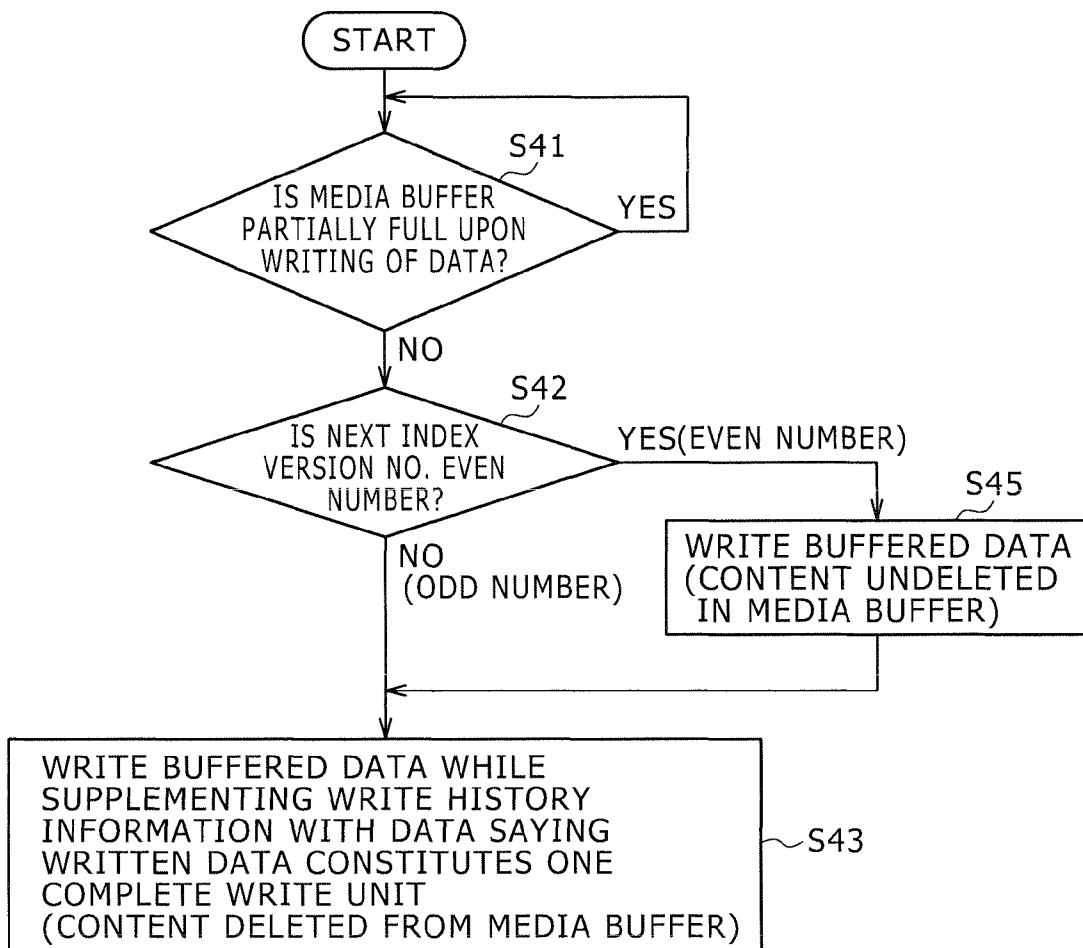 START
S41
IS MEDIA BUFFER
PARTIALLY FULL UPON
WRITING OF DATA?
YES
NO
S42
IS NEXT INDEX
VERSION NO. EVEN
NUMBER?
YES(EVEN NUMBER)
NO
(ODD NUMBER)
S45
WRITE BUFFERED DATA
(CONTENT UNDELETED
IN MEDIA BUFFER)
WRITE BUFFERED DATA WHILE
SUPPLEMENTING WRITE HISTORY
INFORMATION WITH DATA SAYING
WRITTEN DATA CONSTITUTES ONE
COMPLETE WRITE UNIT
(CONTENT DELETED FROM MEDIA BUFFER)
S43